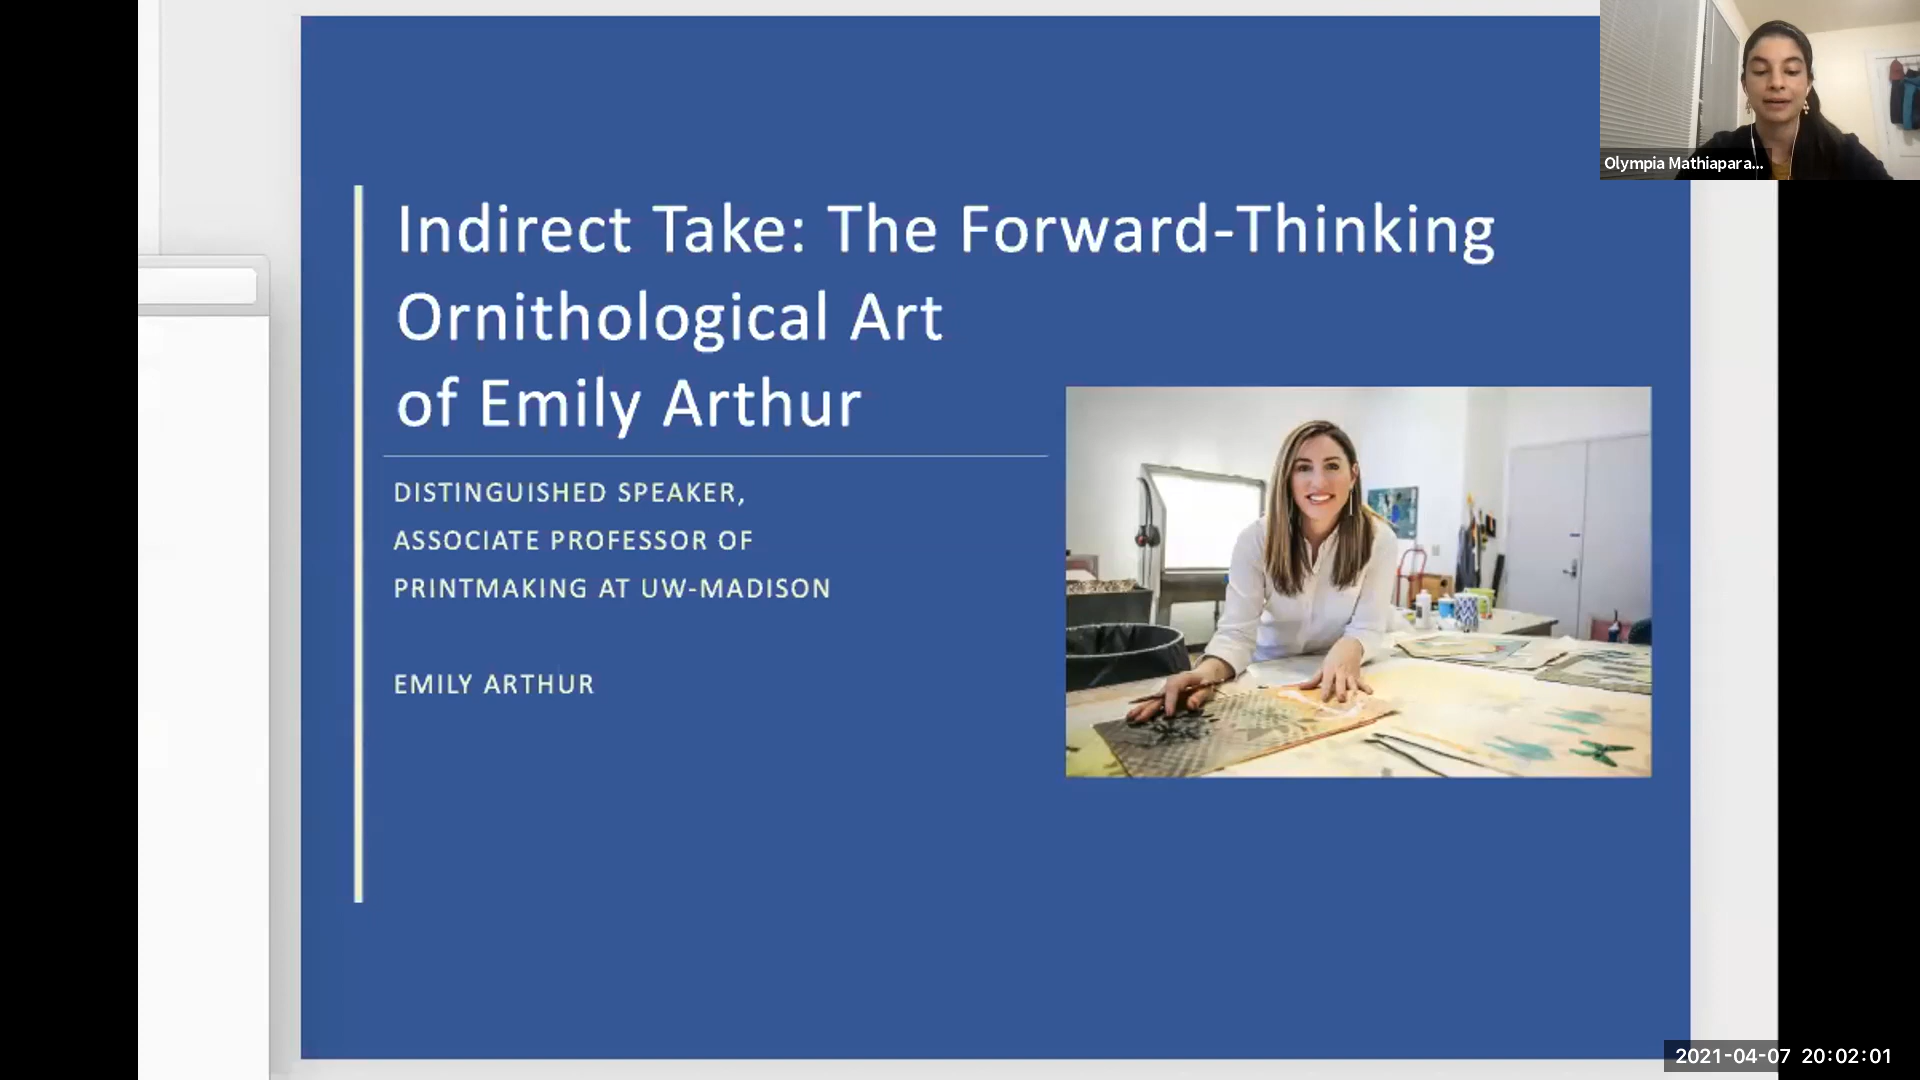 Olympia Mathiapara...
Indirect Take: The Forward-Thinking
Ornithological Art
of Emily Arthur
DISTINGUISHED SPEAKER,
ASSOCIATE PROFESSOR OF
PRINTMAKING AT UW-MADISON
EMILY ARTHUR
2021-04-07 20:02:01